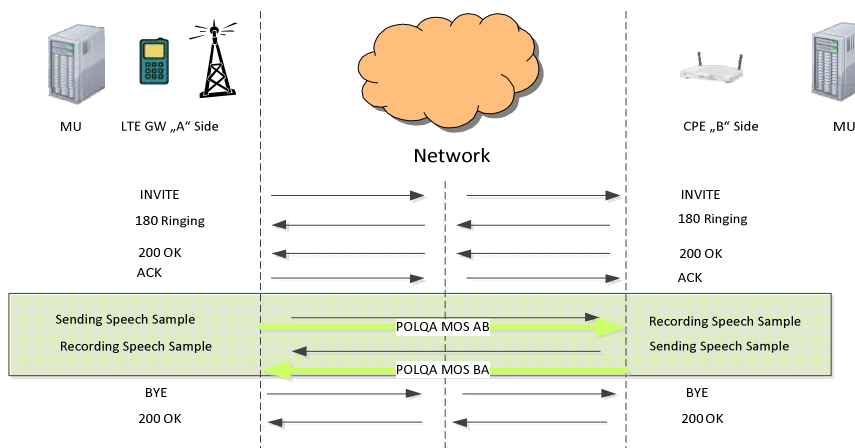 MU
LTE GW „A" Side
CPE „B" Side
MU
Network
INVITE
INVITE
180 Ringing
180 Ringing
200 OK
200 OK
ACK
ACK
Sending Speech Sample
POLQA MOS AB
Recording Speech Sample
Recording Speech Sample
Sending Speech Sample
POLQA MOS BA
BYE
BYE
200 OK
200 OK